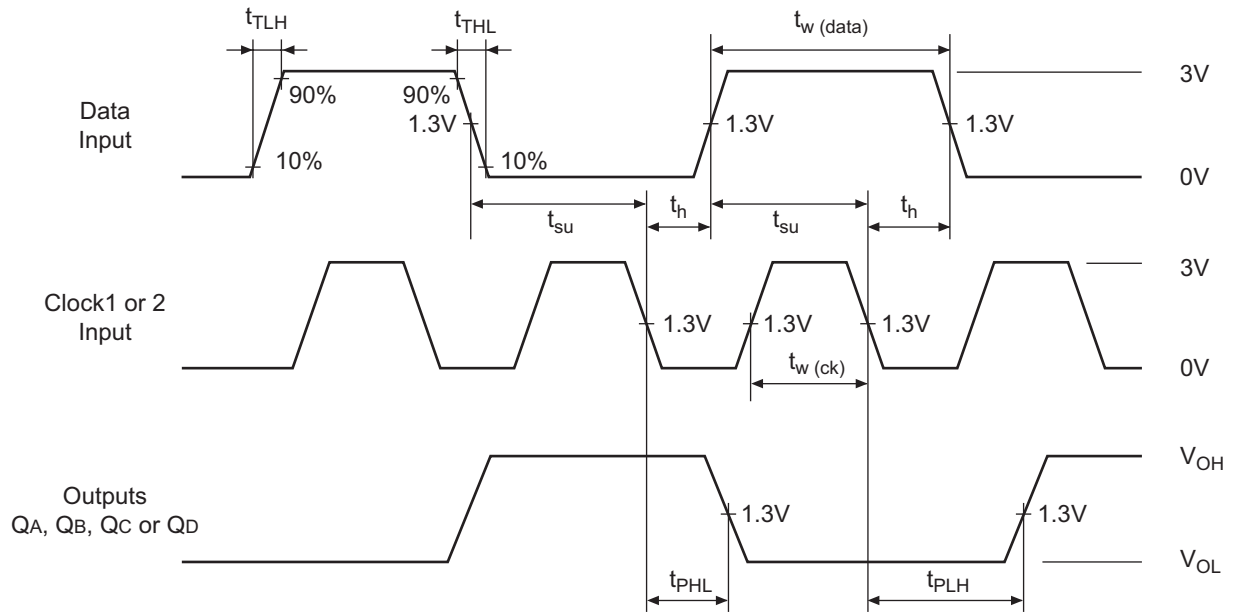 tTLH
tTHL
tw (data)
Data
Input
90%
90%
1.3V
10%
10%
1.3V
1.3V
3V
0V
tsu
th
tsu
th
Clock1 or 2
Input
1.3V
1.3V
1.3V
tw (ck)
3V
0V
Outputs
QA, QB, QC or QD
1.3V
1.3V
VOH
VOL
tPHL
tPLH